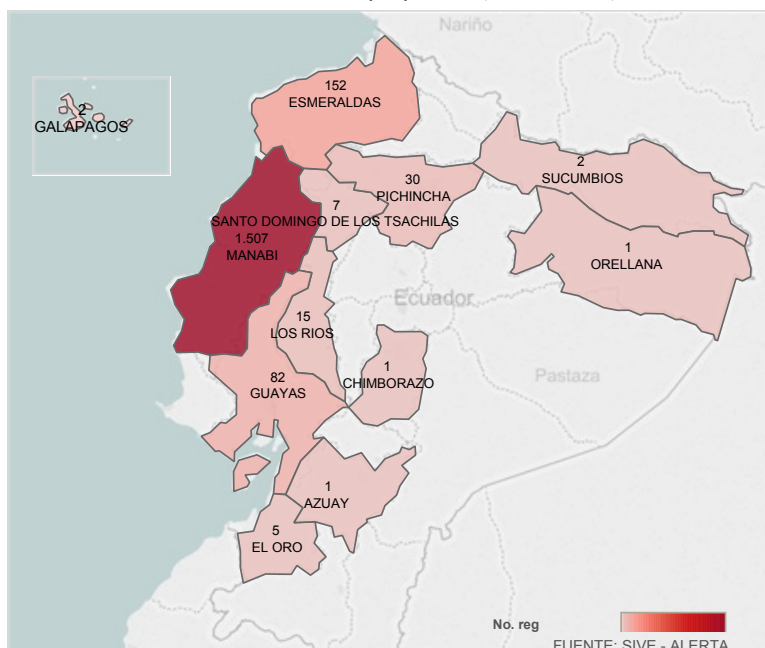 Nariño
152
ESMERALDAS
2
GALAPAGOS
2
SUCUMBIOS
30
PICHINCHA
7
SANTO DOMINGO DE LOS TSACHILAS
1.507
MANABI
1
ORELLANA
Ecuador
15
LOS RIOS
1
CHIMBORAZO
Pastaza
82
GUAYAS
1
AZUAY
5
EL ORO
No. reg
FUENTE: SIVE - ALERTA